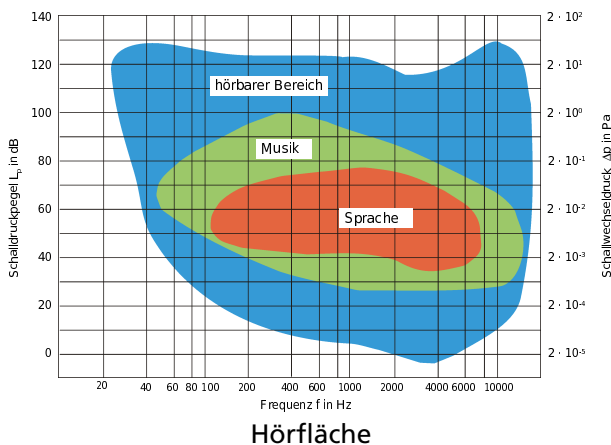 140
2 · 10²
120
2 · 10¹
hörbarer Bereich
100
2 · 10⁰
Musik
80
2 · 10⁻¹
Sprache
60
2 · 10⁻²
40
2 · 10⁻³
20
2 · 10⁻⁴
0
2 · 10⁻⁵
Schalldruckpegel Lₚ in dB
Schallwechseldruck Δp in Pa
20 40 60 80 100 200 400 600 1000 2000 4000 6000 10000
Frequenz f in Hz
Hörfläche